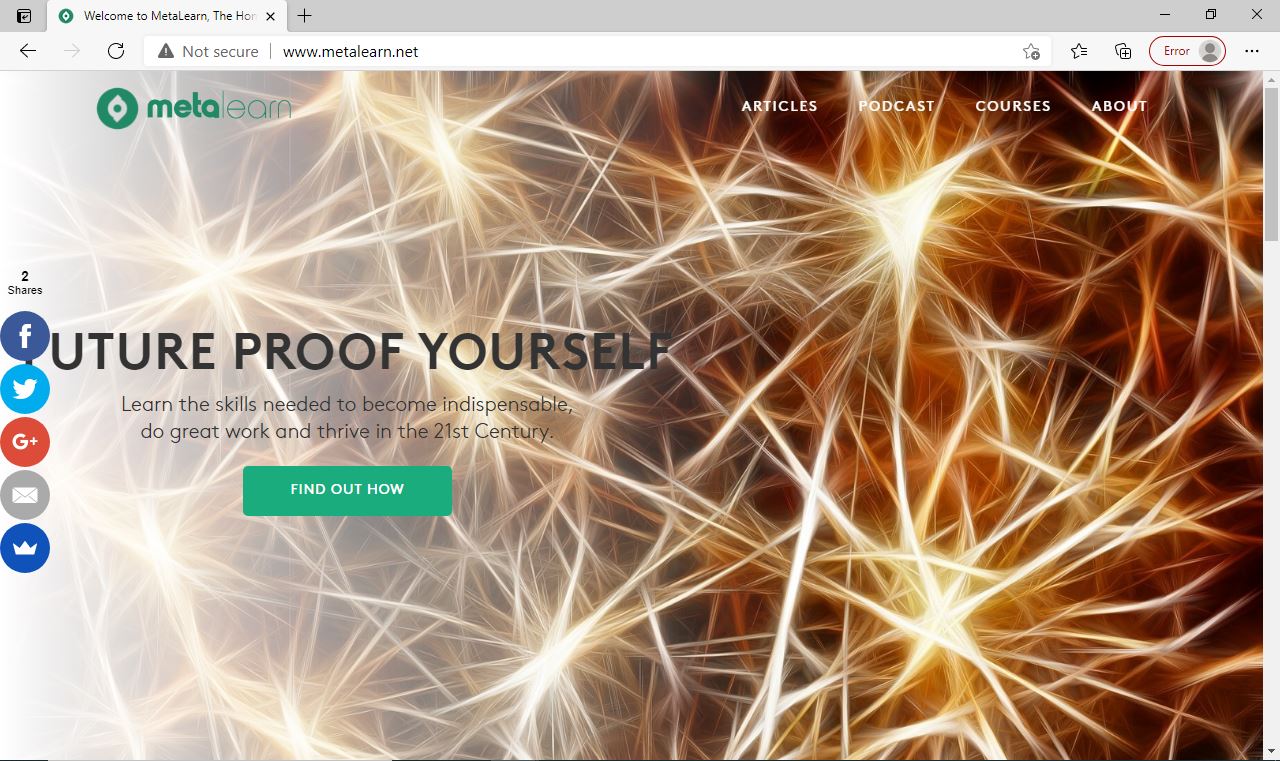 Welcome to MetaLearn, The Hom
Not secure
www.metalearn.net
Error
metalearn
ARTICLES
PODCAST
COURSES
ABOUT
2
Shares
UTURE PROOF YOURSELF
Learn the skills needed to become indispensable,
do great work and thrive in the 21st Century.
FIND OUT HOW